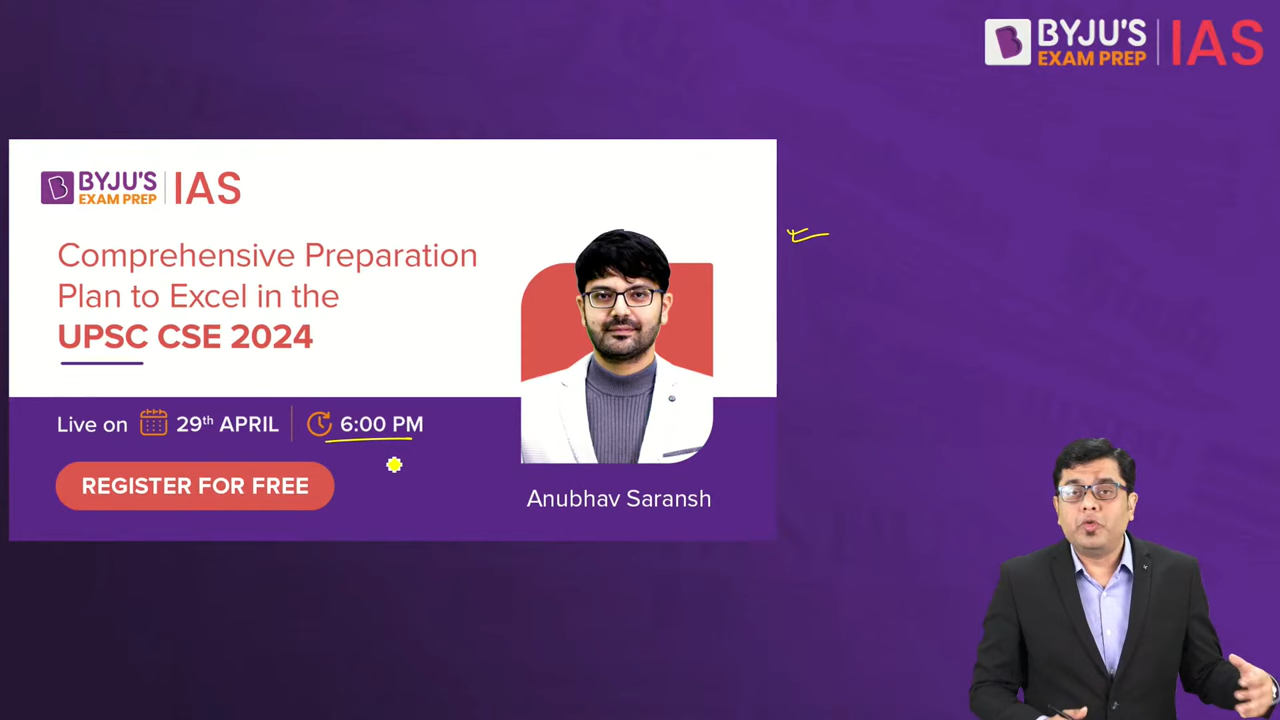 BYJU'S
EXAM PREP
IAS
BYJU'S
EXAM PREP
IAS
Comprehensive Preparation
Plan to Excel in the
UPSC CSE 2024
Live on 29th APRIL 6:00 PM
REGISTER FOR FREE
Anubhav Saransh